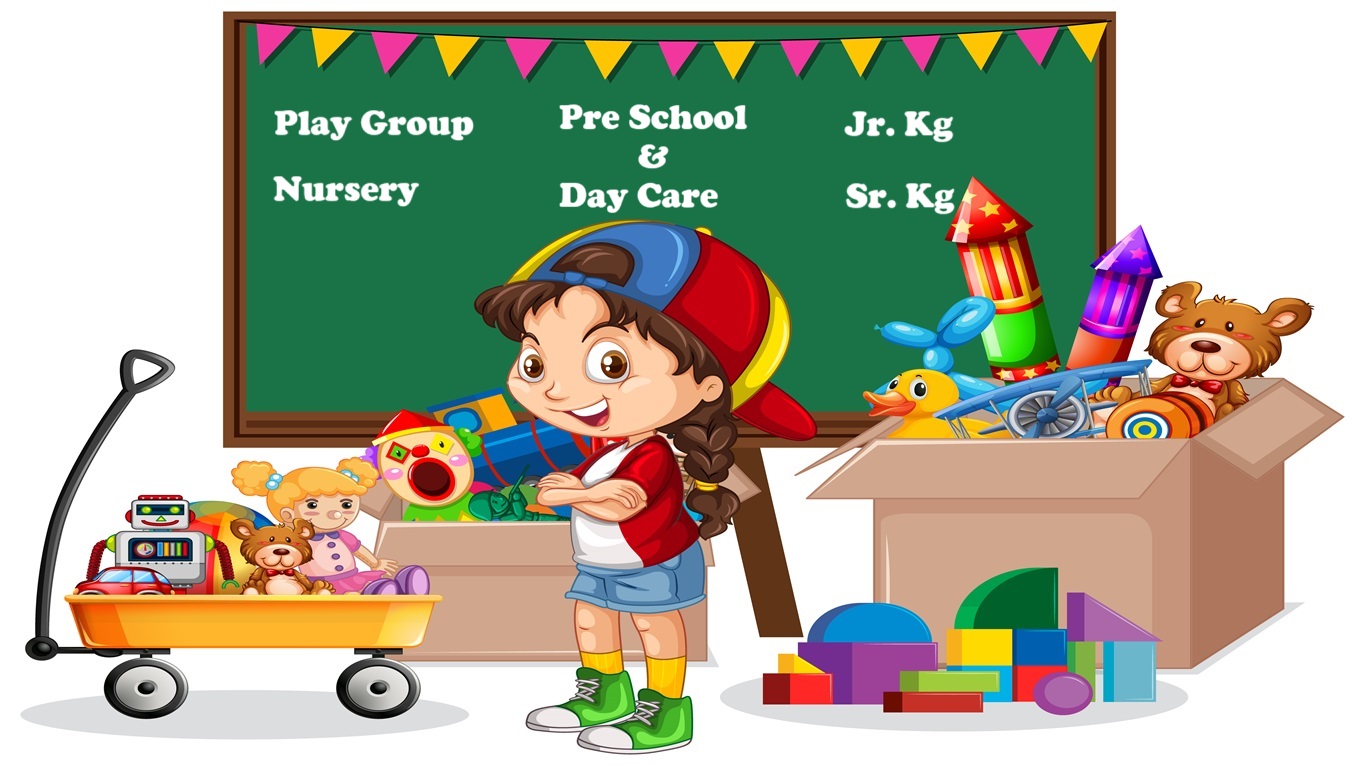 Play Group
Nursery
Pre School
&
Day Care
Jr. Kg
Sr. Kg